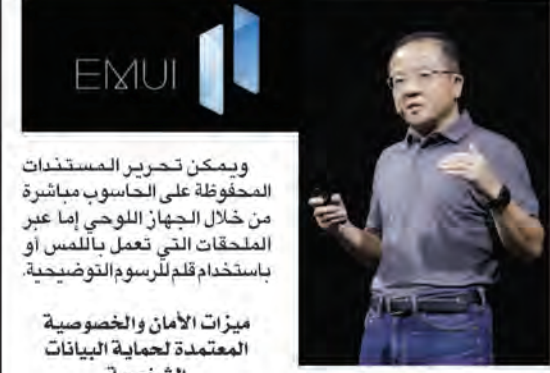 EMUI
ويمكن تحرير المستندات
المحفوظة على الحاسوب مباشرة
من خلال الجهاز اللوحي إما عبر
الملحقات التي تعمل باللمس أو
باستخدام قلم للرسوم التوضيحية.
ميزات الأمان والخصوصية
المعتمدة لحماية البيانات